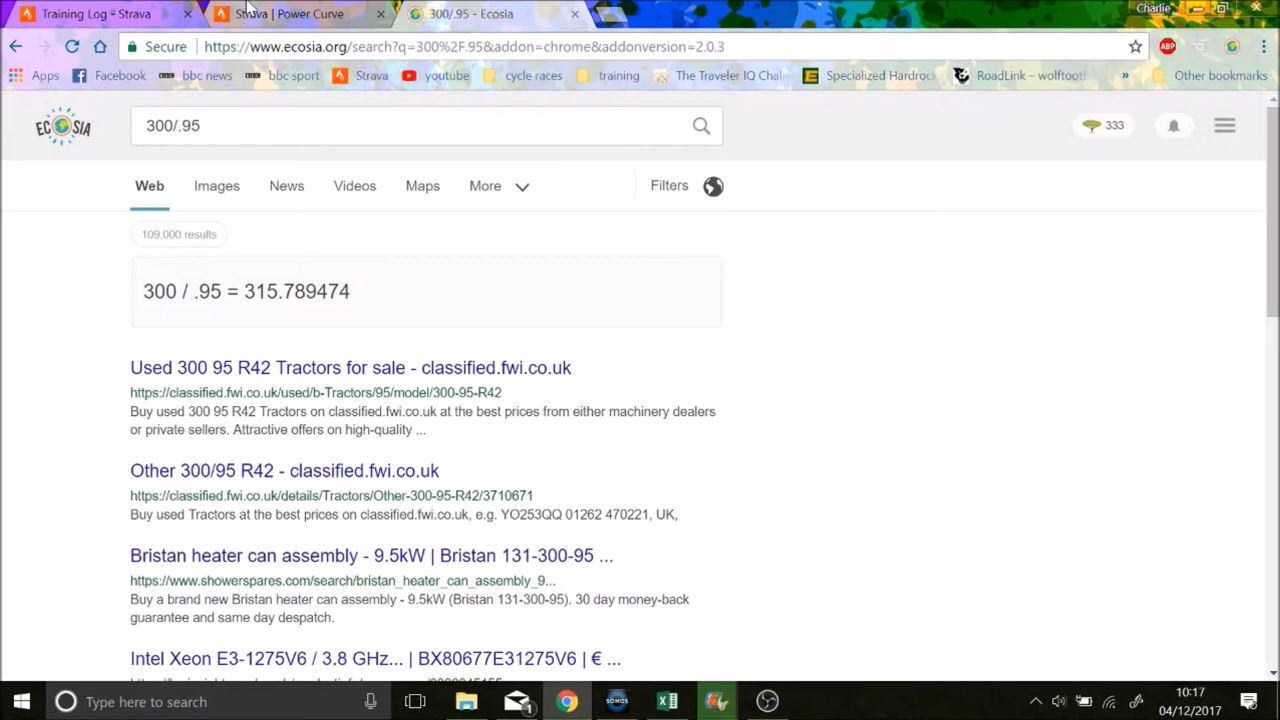 Training Log - Strava
Strava | Power Curve
300/.95 - Ecosia
Charlie
Secure
https://www.ecosia.org/search?q=300%2F.95&addon=chrome&addonversion=2.0.3
ABP
Apps
Facebook
bbc news
bbc sport
Strava
youtube
cycle races
training
The Traveler IQ Chal
Specialized Hardroc
RoadLink – wolftoot
»
Other bookmarks
ECOSIA
300/.95
333
Web
Images
News
Videos
Maps
More
Filters
109,000 results
300 / .95 = 315.789474
Used 300 95 R42 Tractors for sale - classified.fwi.co.uk
https://classified.fwi.co.uk/used/b-Tractors/95/model/300-95-R42
Buy used 300 95 R42 Tractors on classified.fwi.co.uk at the best prices from either machinery dealers
or private sellers. Attractive offers on high-quality ...
Other 300/95 R42 - classified.fwi.co.uk
https://classified.fwi.co.uk/details/Tractors/Other-300-95-R42/3710671
Buy used Tractors at the best prices on classified.fwi.co.uk, e.g. YO253QQ 01262 470221, UK,
Bristan heater can assembly - 9.5kW | Bristan 131-300-95 ...
https://www.showerspares.com/search/bristan_heater_can_assembly_9...
Buy a brand new Bristan heater can assembly - 9.5kW (Bristan 131-300-95). 30 day money-back
guarantee and same day despatch.
Intel Xeon E3-1275V6 / 3.8 GHz... | BX80677E31275V6 | € ...
Type here to search
1
SONOS
10:17
04/12/2017